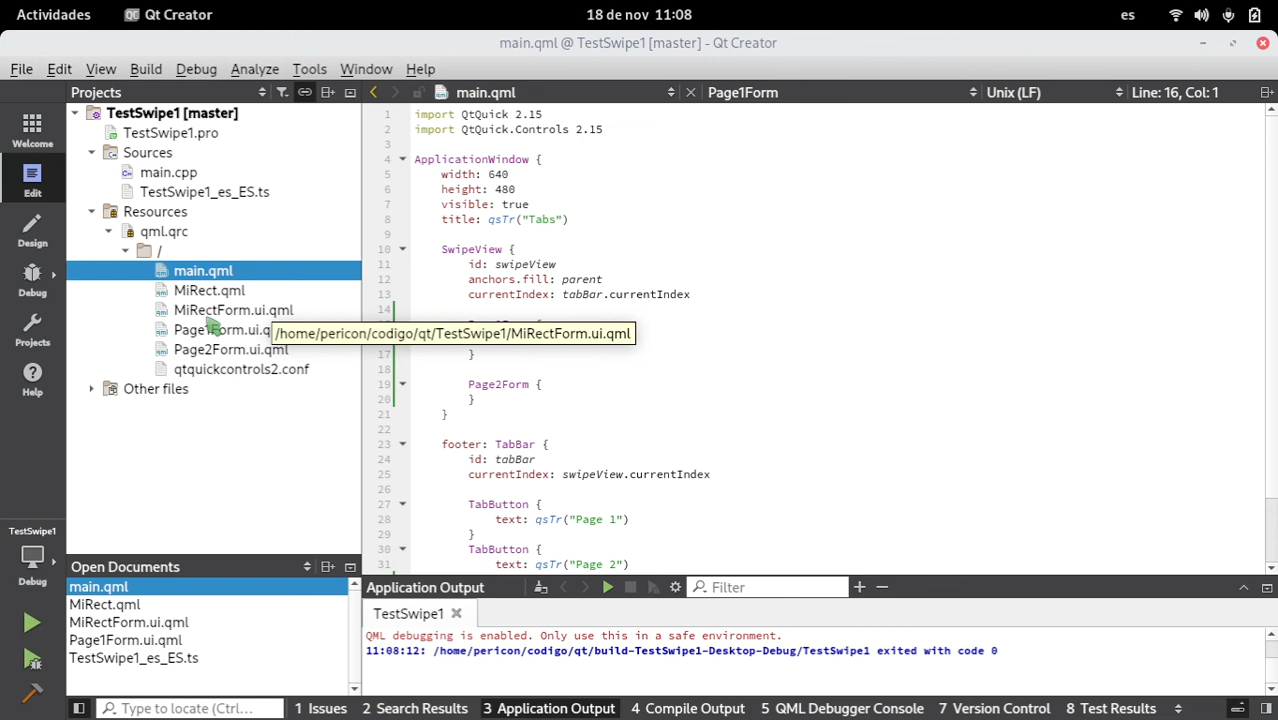 Actividades Qt Creator 18 de nov 11:08 es
main.qml @ TestSwipe1 [master] - Qt Creator
File Edit View Build Debug Analyze Tools Window Help
Projects main.qml Page1Form Unix (LF) Line: 16, Col: 1
Welcome
Edit
Design
Debug
Projects
Help
TestSwipe1
Debug
TestSwipe1 [master]
TestSwipe1.pro
Sources
main.cpp
TestSwipe1_es_ES.ts
Resources
qml.qrc
/
main.qml
MiRect.qml
MiRectForm.ui.qml
Page1Form.ui.q
Page2Form.ui.qml
qtquickcontrols2.conf
Other files
/home/pericon/codigo/qt/TestSwipe1/MiRectForm.ui.qml
1 import QtQuick 2.15
2 import QtQuick.Controls 2.15
3
4 ApplicationWindow {
5 width: 640
6 height: 480
7 visible: true
8 title: qsTr("Tabs")
9
10 SwipeView {
11 id: swipeView
12 anchors.fill: parent
13 currentIndex: tabBar.currentIndex
14
17 }
18
19 Page2Form {
20 }
21 }
22
23 footer: TabBar {
24 id: tabBar
25 currentIndex: swipeView.currentIndex
26
27 TabButton {
28 text: qsTr("Page 1")
29 }
30 TabButton {
31 text: qsTr("Page 2")
Open Documents
main.qml
MiRect.qml
MiRectForm.ui.qml
Page1Form.ui.qml
TestSwipe1_es_ES.ts
Application Output Filter
TestSwipe1
QML debugging is enabled. Only use this in a safe environment.
11:08:12: /home/pericon/codigo/qt/build-TestSwipe1-Desktop-Debug/TestSwipe1 exited with code 0
Type to locate (Ctrl... 1 Issues 2 Search Results 3 Application Output 4 Compile Output 5 QML Debugger Console 7 Version Control 8 Test Results